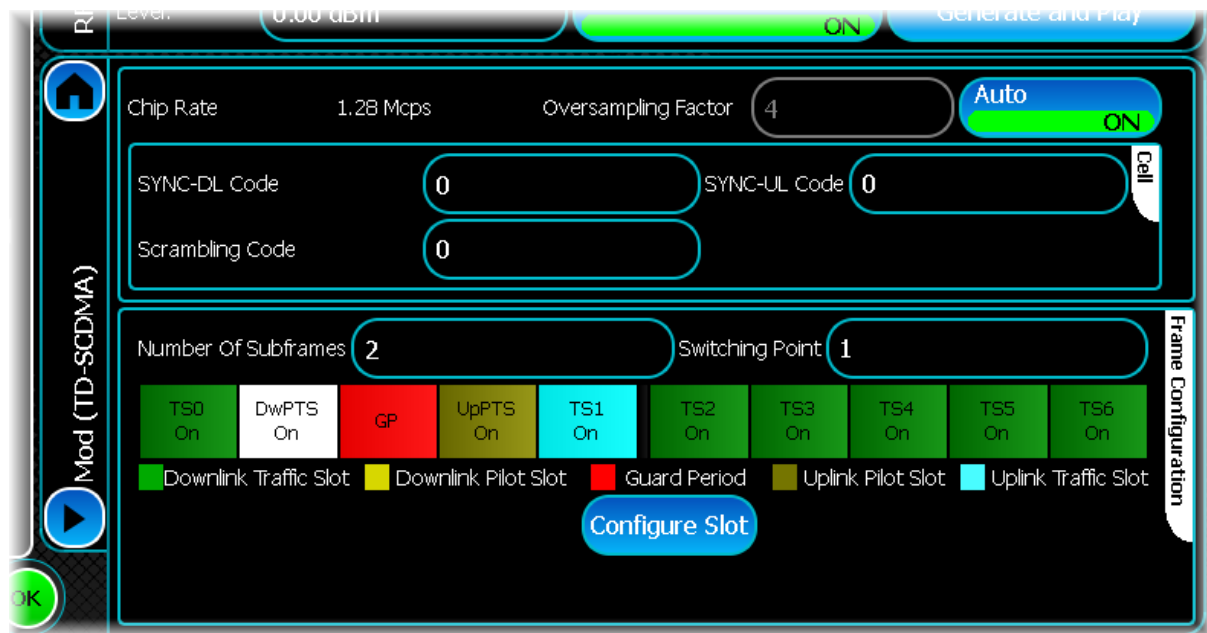 RF
Level: 0.00 dBm ON Generate and Play
Chip Rate 1.28 Mcps Oversampling Factor 4 Auto ON
Cell
SYNC-DL Code 0 SYNC-UL Code 0
Scrambling Code 0
Mod (TD-SCDMA)
Frame Configuration
Number Of Subframes 2 Switching Point 1
TS0 DwPTS GP UpPTS TS1 TS2 TS3 TS4 TS5 TS6
On On On On On On On On On
Downlink Traffic Slot Downlink Pilot Slot Guard Period Uplink Pilot Slot Uplink Traffic Slot
Configure Slot
OK